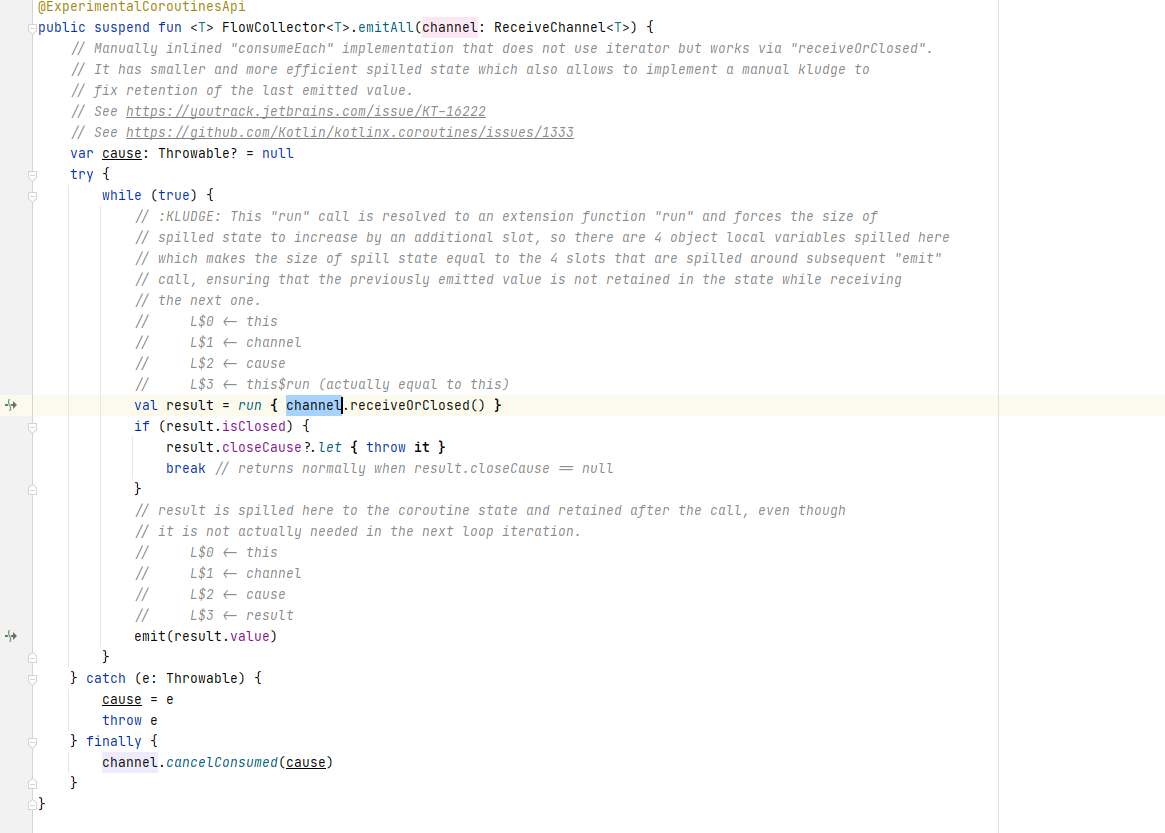 @ExperimentalCoroutinesApi
public suspend fun <T> FlowCollector<T>.emitAll(channel: ReceiveChannel<T>) {
    // Manually inlined "consumeEach" implementation that does not use iterator but works via "receiveOrClosed".
    // It has smaller and more efficient spilled state which also allows to implement a manual kludge to
    // fix retention of the last emitted value.
    // See https://youtrack.jetbrains.com/issue/KT-16222
    // See https://github.com/Kotlin/kotlinx.coroutines/issues/1333
    var cause: Throwable? = null
    try {
        while (true) {
            // :KLUDGE: This "run" call is resolved to an extension function "run" and forces the size of
            // spilled state to increase by an additional slot, so there are 4 object local variables spilled here
            // which makes the size of spill state equal to the 4 slots that are spilled around subsequent "emit"
            // call, ensuring that the previously emitted value is not retained in the state while receiving
            // the next one.
            //     L$0 <- this
            //     L$1 <- channel
            //     L$2 <- cause
            //     L$3 <- this$run (actually equal to this)
            val result = run { channel.receiveOrClosed() }
            if (result.isClosed) {
                result.closeCause?.let { throw it }
                break // returns normally when result.closeCause == null
            }
            // result is spilled here to the coroutine state and retained after the call, even though
            // it is not actually needed in the next loop iteration.
            //     L$0 <- this
            //     L$1 <- channel
            //     L$2 <- cause
            //     L$3 <- result
            emit(result.value)
        }
    } catch (e: Throwable) {
        cause = e
        throw e
    } finally {
        channel.cancelConsumed(cause)
    }
}